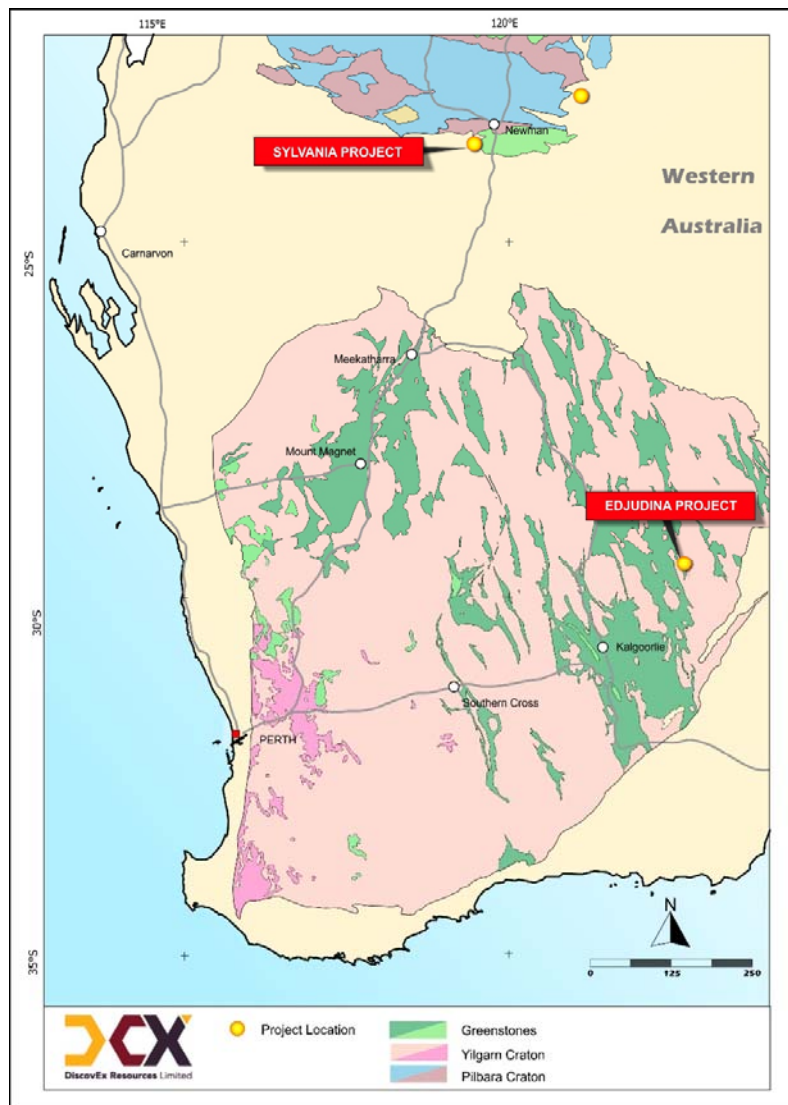 115°E
120°E
Newman
SYLVANIA PROJECT
Western
Australia
25°S
Carnarvon
Meekatharra
Mount Magnet
EDJUDINA PROJECT
30°S
Kalgoorlie
Southern Cross
PERTH
N
35°S
0 125 250
DCX
DiscovEx Resources Limited
Project Location
Greenstones
Yilgarn Craton
Pilbara Craton